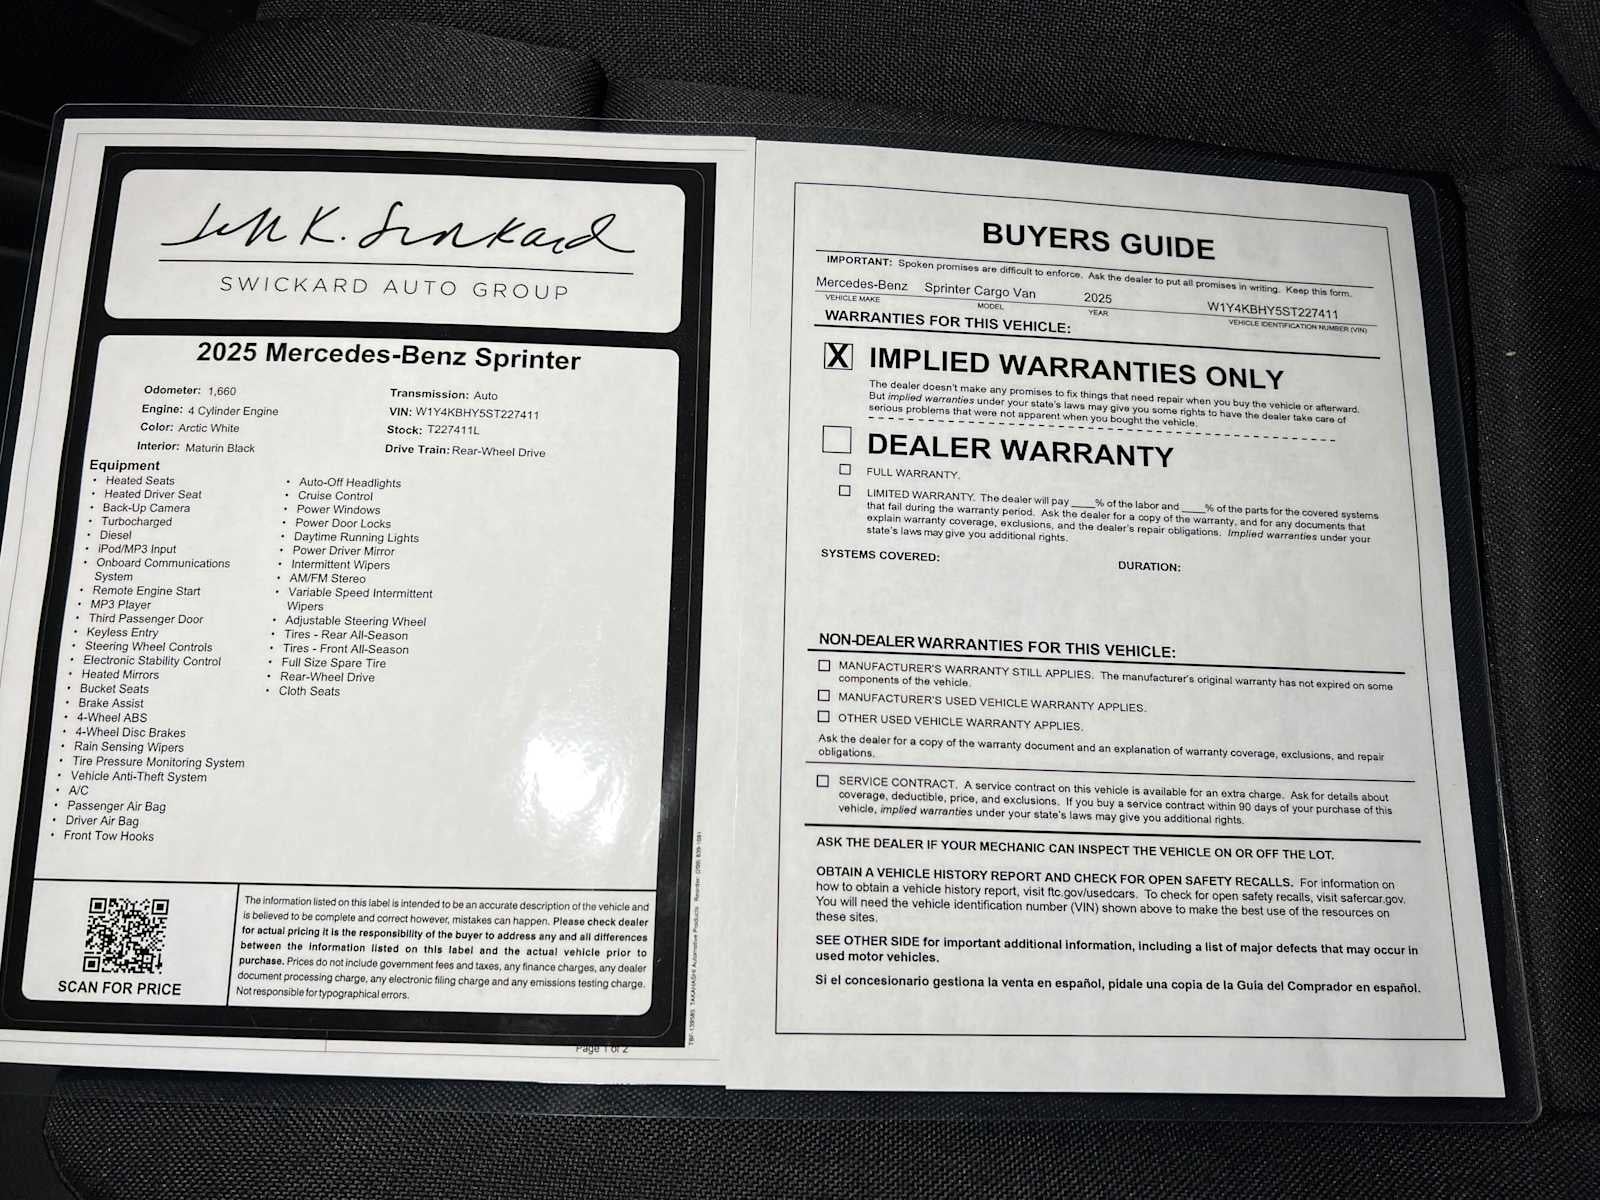 Jeff K. Swickard
SWICKARD AUTO GROUP
2025 Mercedes-Benz Sprinter
Odometer: 1,660
Engine: 4 Cylinder Engine
Color: Arctic White
Interior: Maturin Black
Transmission: Auto
VIN: W1Y4KBHY5ST227411
Stock: T227411L
Drive Train: Rear-Wheel Drive
Equipment
• Heated Seats
• Heated Driver Seat
• Back-Up Camera
• Turbocharged
• Diesel
• iPod/MP3 Input
• Onboard Communications
System
• Remote Engine Start
• MP3 Player
• Third Passenger Door
• Keyless Entry
• Steering Wheel Controls
• Electronic Stability Control
• Heated Mirrors
• Bucket Seats
• Brake Assist
• 4-Wheel ABS
• 4-Wheel Disc Brakes
• Rain Sensing Wipers
• Tire Pressure Monitoring System
• Vehicle Anti-Theft System
• A/C
• Passenger Air Bag
• Driver Air Bag
• Front Tow Hooks
• Auto-Off Headlights
• Cruise Control
• Power Windows
• Power Door Locks
• Daytime Running Lights
• Power Driver Mirror
• Intermittent Wipers
• AM/FM Stereo
• Variable Speed Intermittent
Wipers
• Adjustable Steering Wheel
• Tires - Rear All-Season
• Tires - Front All-Season
• Full Size Spare Tire
• Rear-Wheel Drive
• Cloth Seats
SCAN FOR PRICE
The information listed on this label is intended to be an accurate description of the vehicle and
is believed to be complete and correct however, mistakes can happen. Please check dealer
for actual pricing it is the responsibility of the buyer to address any and all differences
between the information listed on this label and the actual vehicle prior to
purchase. Prices do not include government fees and taxes, any finance charges, any dealer
document processing charge, any electronic filing charge and any emissions testing charge.
Not responsible for typographical errors.
TAKAHASHI Automotive Products Reorder:
Page 1 of 2
BUYERS GUIDE
IMPORTANT: Spoken promises are difficult to enforce. Ask the dealer to put all promises in writing. Keep this form.
Mercedes-Benz Sprinter Cargo Van 2025 W1Y4KBHY5ST227411
VEHICLE MAKE MODEL YEAR VEHICLE IDENTIFICATION NUMBER (VIN)
WARRANTIES FOR THIS VEHICLE:
X IMPLIED WARRANTIES ONLY
The dealer doesn't make any promises to fix things that need repair when you buy the vehicle or afterward.
But implied warranties under your state's laws may give you some rights to have the dealer take care of
serious problems that were not apparent when you bought the vehicle.
DEALER WARRANTY
FULL WARRANTY.
LIMITED WARRANTY. The dealer will pay ____% of the labor and ____% of the parts for the covered systems
that fail during the warranty period. Ask the dealer for a copy of the warranty, and for any documents that
explain warranty coverage, exclusions, and the dealer's repair obligations. Implied warranties under your
state's laws may give you additional rights.
SYSTEMS COVERED: DURATION:
NON-DEALER WARRANTIES FOR THIS VEHICLE:
MANUFACTURER'S WARRANTY STILL APPLIES. The manufacturer's original warranty has not expired on some
components of the vehicle.
MANUFACTURER'S USED VEHICLE WARRANTY APPLIES.
OTHER USED VEHICLE WARRANTY APPLIES.
Ask the dealer for a copy of the warranty document and an explanation of warranty coverage, exclusions, and repair
obligations.
SERVICE CONTRACT. A service contract on this vehicle is available for an extra charge. Ask for details about
coverage, deductible, price, and exclusions. If you buy a service contract within 90 days of your purchase of this
vehicle, implied warranties under your state's laws may give you additional rights.
ASK THE DEALER IF YOUR MECHANIC CAN INSPECT THE VEHICLE ON OR OFF THE LOT.
OBTAIN A VEHICLE HISTORY REPORT AND CHECK FOR OPEN SAFETY RECALLS. For information on
how to obtain a vehicle history report, visit ftc.gov/usedcars. To check for open safety recalls, visit safercar.gov.
You will need the vehicle identification number (VIN) shown above to make the best use of the resources on
these sites.
SEE OTHER SIDE for important additional information, including a list of major defects that may occur in
used motor vehicles.
Si el concesionario gestiona la venta en español, pídale una copia de la Guía del Comprador en español.